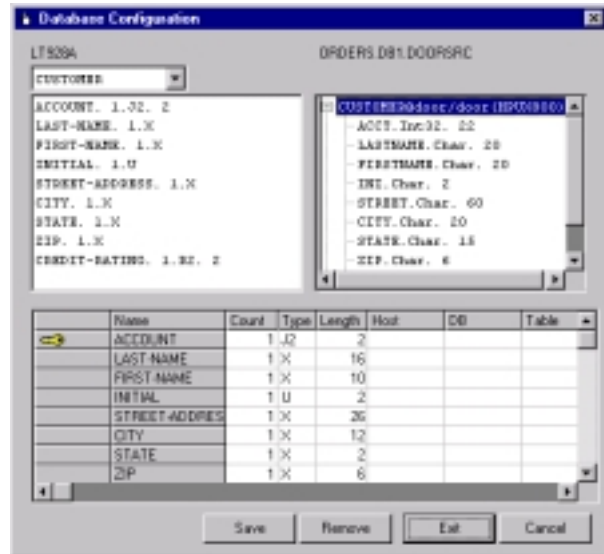 Database Configuration
ORDERS.DB1.DOORSRC
CUSTOMER
ACCOUNT. 1.J2. 2
LAST-NAME. 1.X
FIRST-NAME. 1.X
INITIAL. 1.U
STREET-ADDRESS. 1.X
CITY. 1.X
STATE. 1.X
ZIP. 1.X
CREDIT-RATING. 2
ACCT.Int32. 22
LASTNAME.Char. 20
FIRSTNAME.Char. 20
INI.Char. 2
STREET.Char. 60
CITY.Char. 20
STATE.Char. 15
ZIP.Char. 6
Name Count Type Length Host DB Table
ACCOUNT 1 J2 2
LAST-NAME 1 X 16
FIRST-NAME 1 X 10
INITIAL 1 U 2
STREET-ADDRES 1 X 26
CITY 1 X 12
STATE 1 X 2
ZIP 1 X 6
Save Remove Exit Cancel